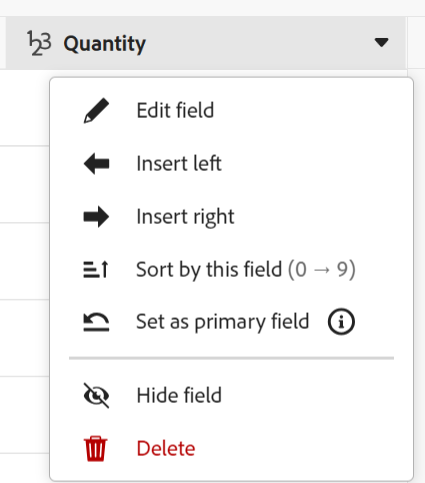 123 Quantity
Edit field
Insert left
Insert right
Sort by this field (0 → 9)
Set as primary field
Hide field
Delete